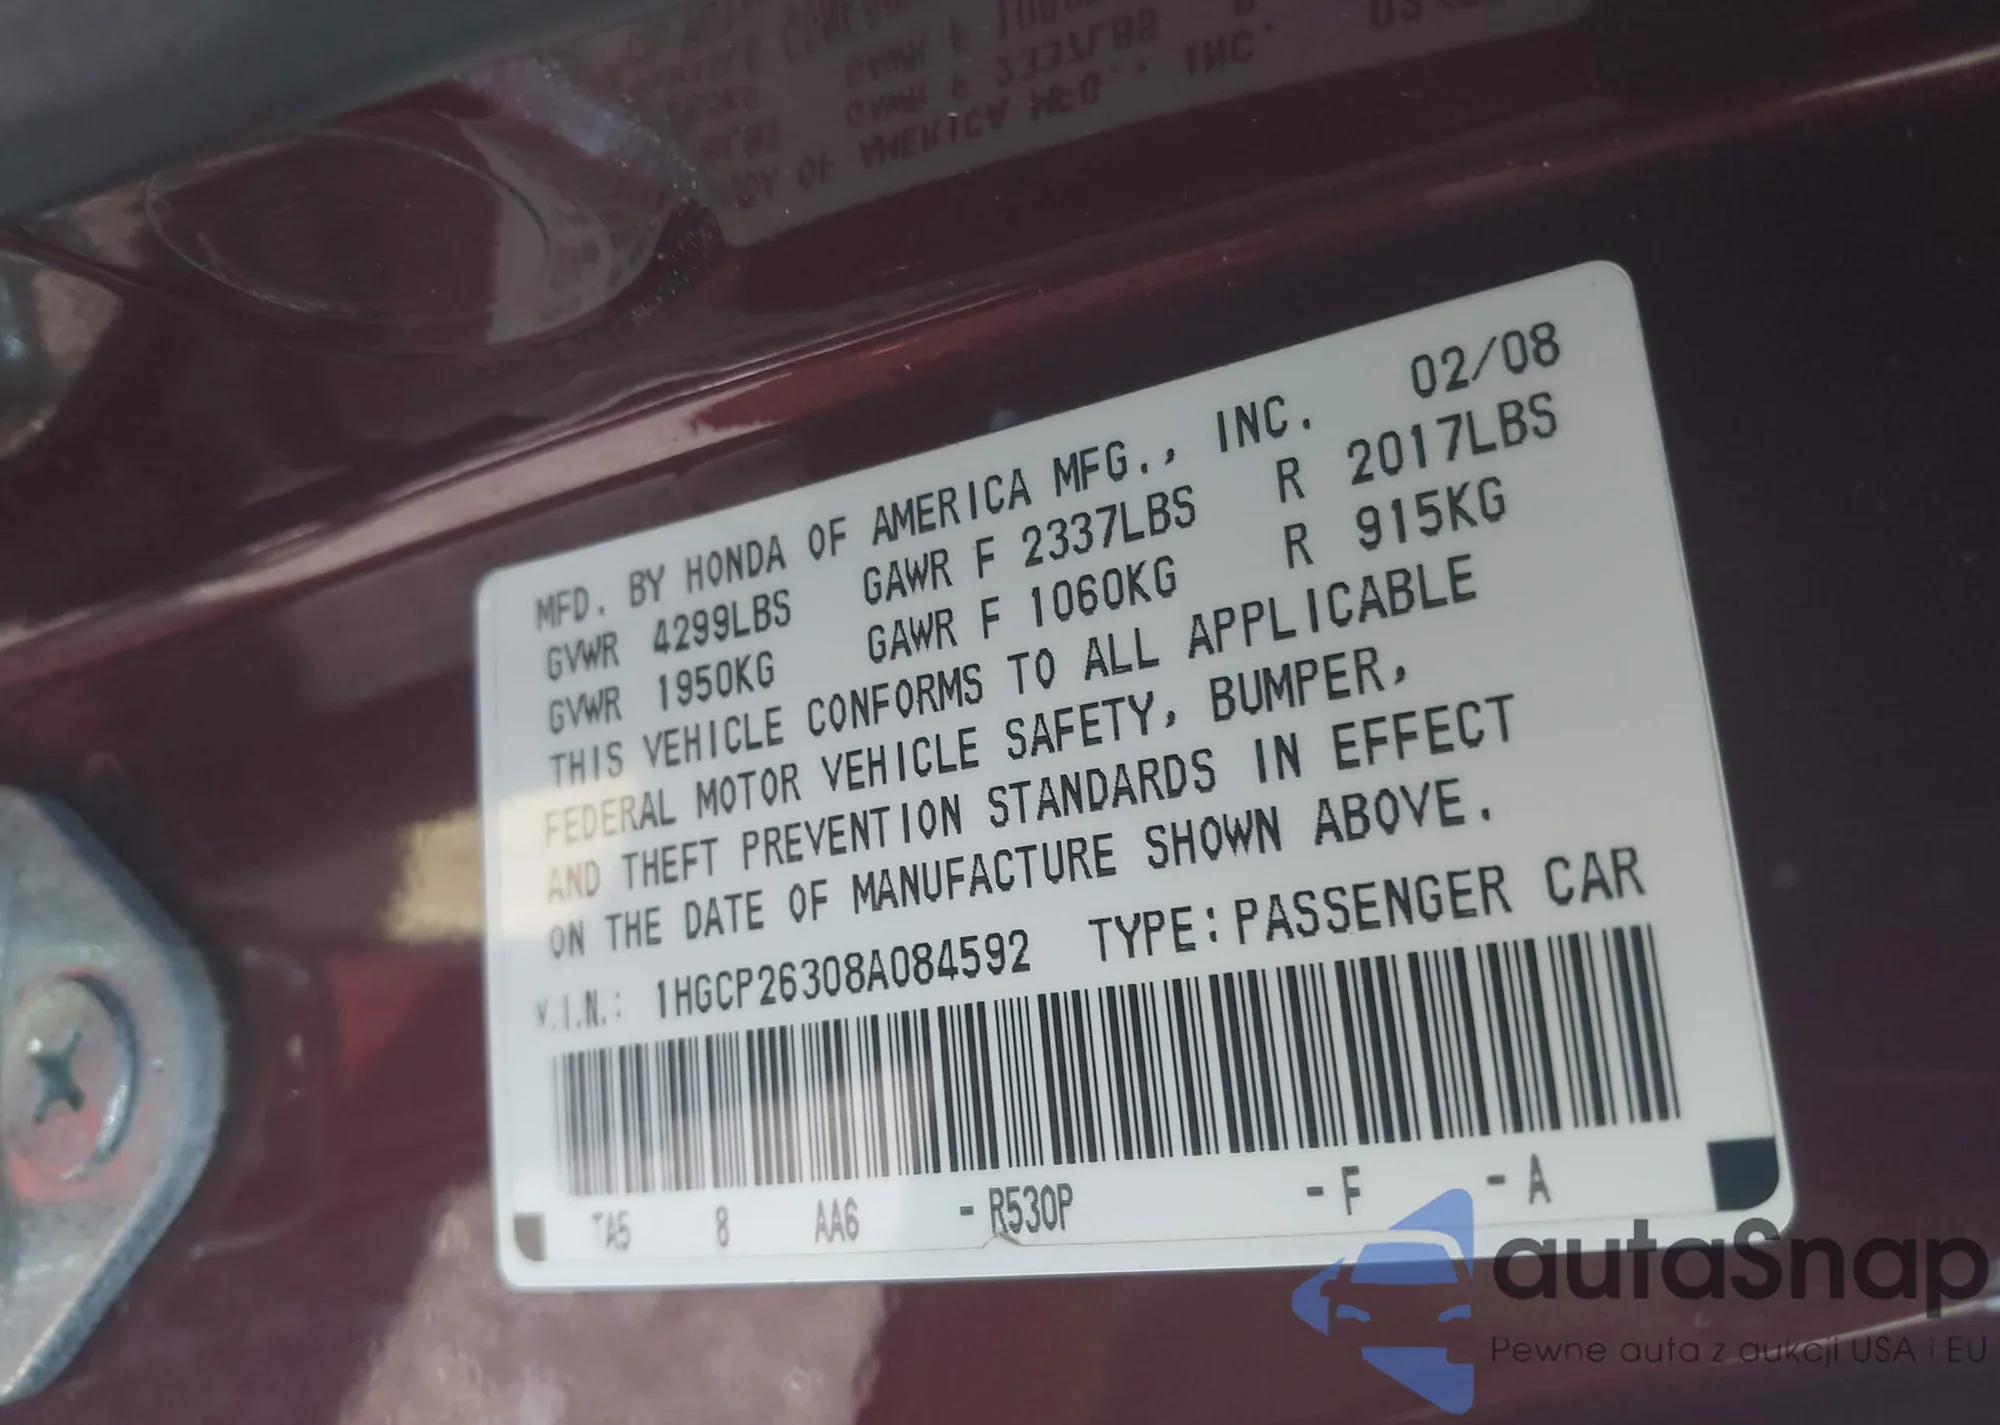 MFD. BY HONDA OF AMERICA MFG., INC. 02/08
GVWR 4299LBS GAWR F 2337LBS R 2017LBS
GVWR 1950KG GAWR F 1060KG R 915KG
THIS VEHICLE CONFORMS TO ALL APPLICABLE
FEDERAL MOTOR VEHICLE SAFETY, BUMPER,
AND THEFT PREVENTION STANDARDS IN EFFECT
ON THE DATE OF MANUFACTURE SHOWN ABOVE.
V.I.N.: 1HGCP26308A084592 TYPE:PASSENGER CAR
TA5 8 AA6 - R530P - F - A
autaSnap
Pewne auta z aukcji USA i EU